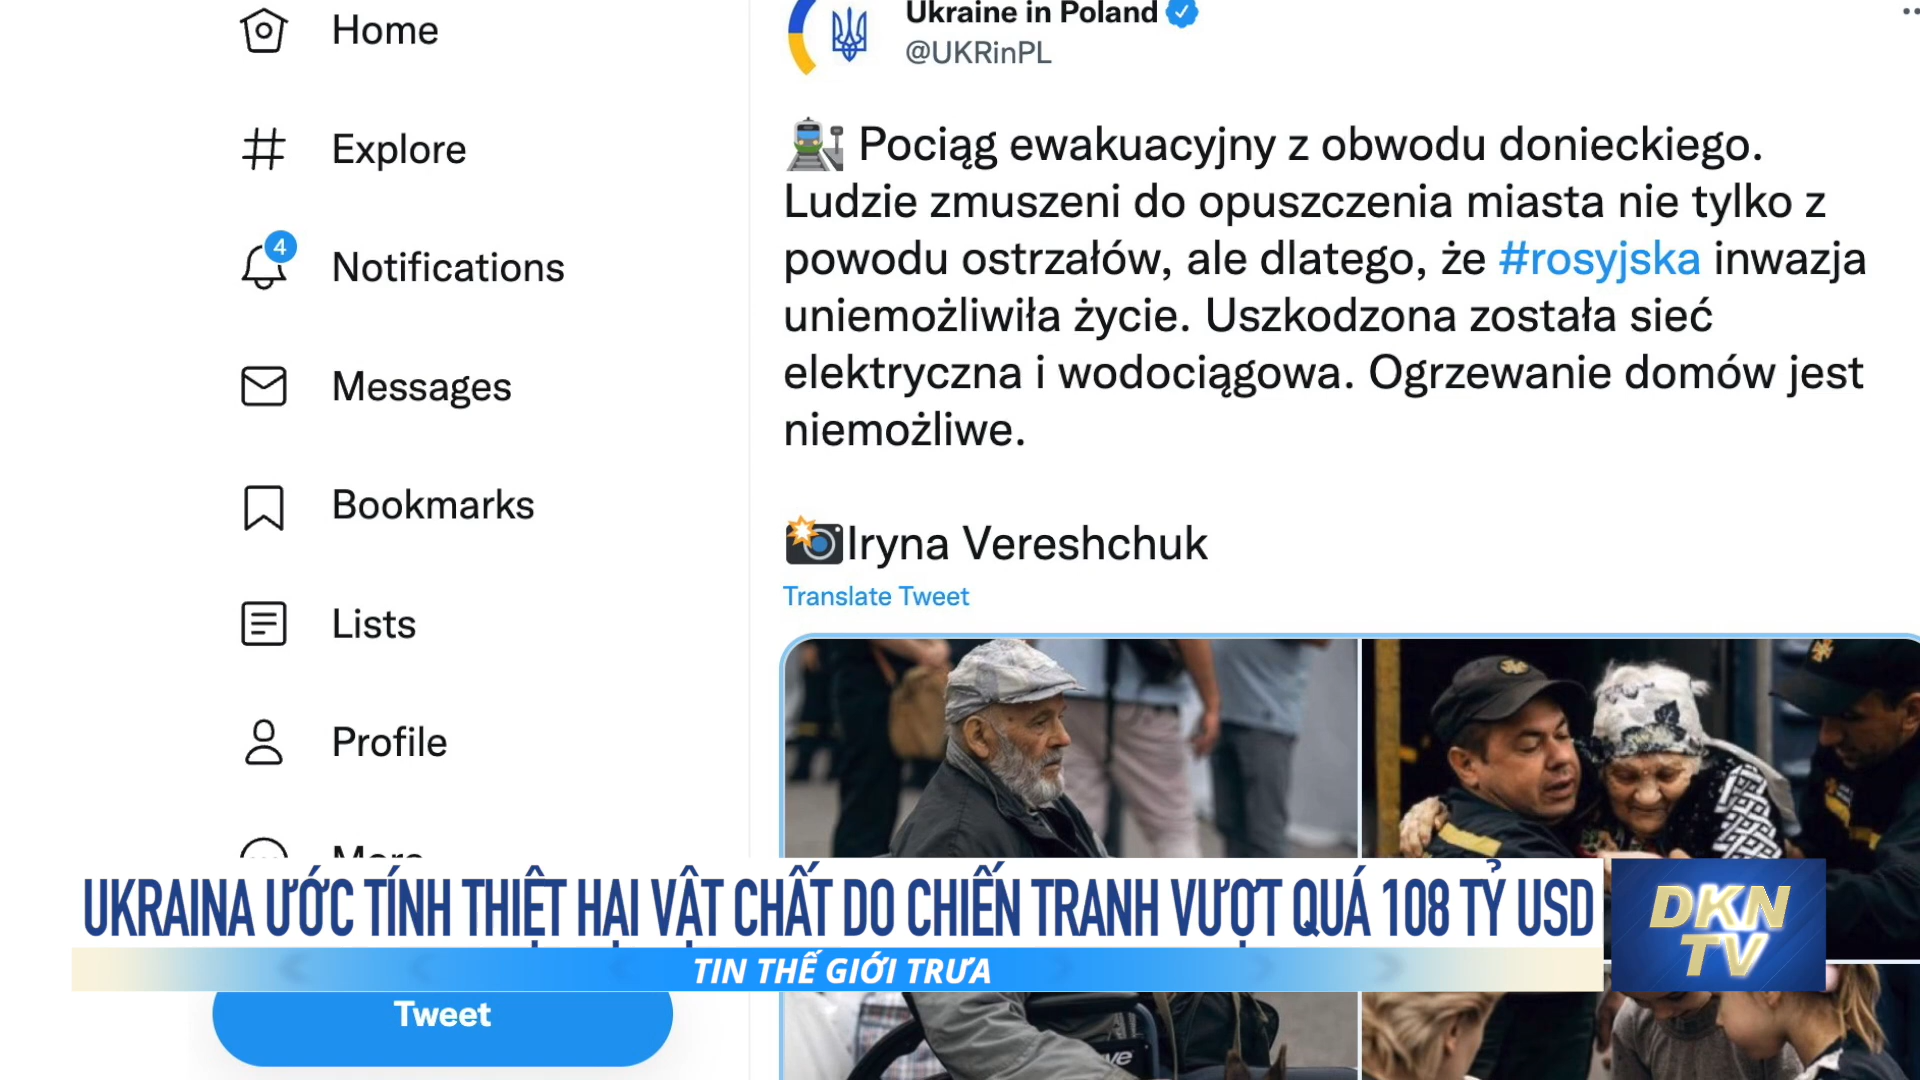 Home
Explore
4
Notifications
Messages
Bookmarks
Lists
Profile
More
Tweet
Ukraine in Poland
@UKRinPL
Pociąg ewakuacyjny z obwodu donieckiego.
Ludzie zmuszeni do opuszczenia miasta nie tylko z
powodu ostrzałów, ale dlatego, że #rosyjska inwazja
uniemożliwiła życie. Uszkodzona została sieć
elektryczna i wodociągowa. Ogrzewanie domów jest
niemożliwe.
Iryna Vereshchuk
Translate Tweet
UKRAINA ƯỚC TÍNH THIỆT HẠI VẬT CHẤT DO CHIẾN TRANH VƯỢT QUÁ 108 TỶ USD
TIN THẾ GIỚI TRƯA
DKN
TV